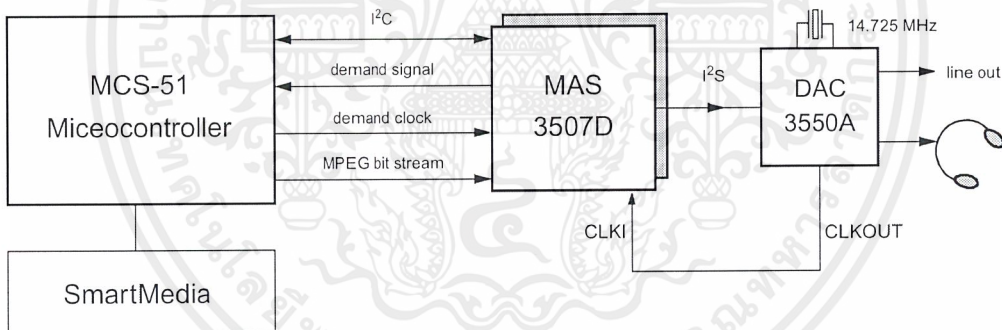 I²C
14.725 MHz
MCS-51
Miceocontroller
demand signal
demand clock
MPEG bit stream
MAS
3507D
I²S
DAC
3550A
line out
CLKI
CLKOUT
SmartMedia